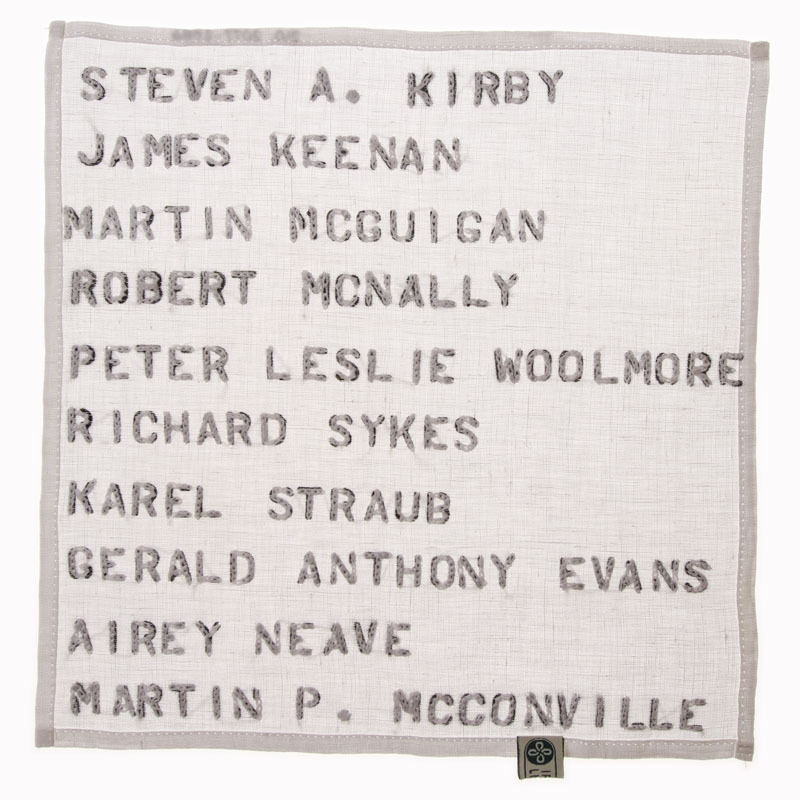 STEVEN A. KIRBY
JAMES KEENAN
MARTIN MCGUIGAN
ROBERT MCNALLY
PETER LESLIE WOOLMORE
RICHARD SYKES
KAREL STRAUB
GERALD ANTHONY EVANS
AIREY NEAVE
MARTIN P. MCCONVILLE